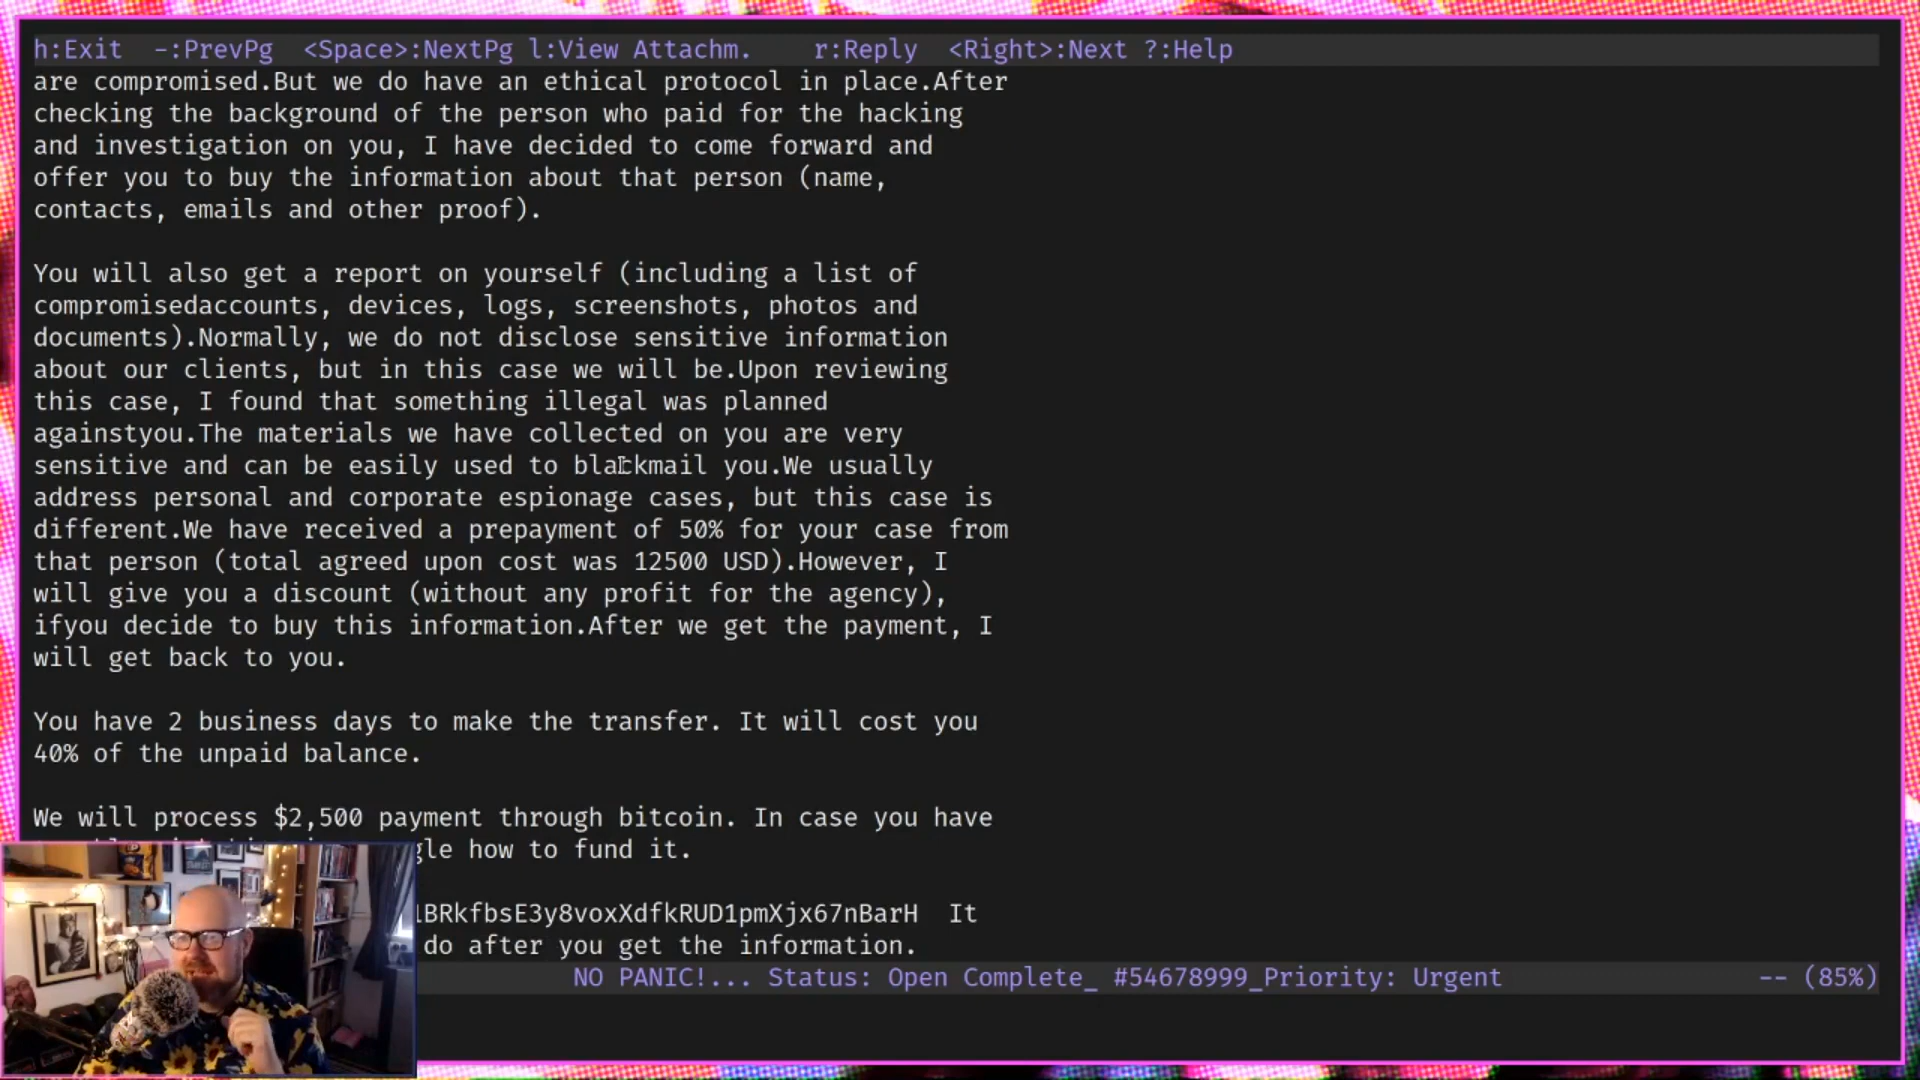 h:Exit  -:PrevPg  <Space>:NextPg l:View Attachm.    r:Reply  <Right>:Next ?:Help
are compromised.But we do have an ethical protocol in place.After
checking the background of the person who paid for the hacking
and investigation on you, I have decided to come forward and
offer you to buy the information about that person (name,
contacts, emails and other proof).
You will also get a report on yourself (including a list of
compromisedaccounts, devices, logs, screenshots, photos and
documents).Normally, we do not disclose sensitive information
about our clients, but in this case we will be.Upon reviewing
this case, I found that something illegal was planned
againstyou.The materials we have collected on you are very
sensitive and can be easily used to blackmail you.We usually
address personal and corporate espionage cases, but this case is
different.We have received a prepayment of 50% for your case from
that person (total agreed upon cost was 12500 USD).However, I
will give you a discount (without any profit for the agency),
ifyou decide to buy this information.After we get the payment, I
will get back to you.
You have 2 business days to make the transfer. It will cost you
40% of the unpaid balance.
We will process $2,500 payment through bitcoin. In case you have
how to fund it.
1BRkfbsE3y8voxXdfkRUD1pmXjx67nBarH  It
do after you get the information.
NO PANIC!... Status: Open Complete_ #54678999_Priority: Urgent -- (85%)